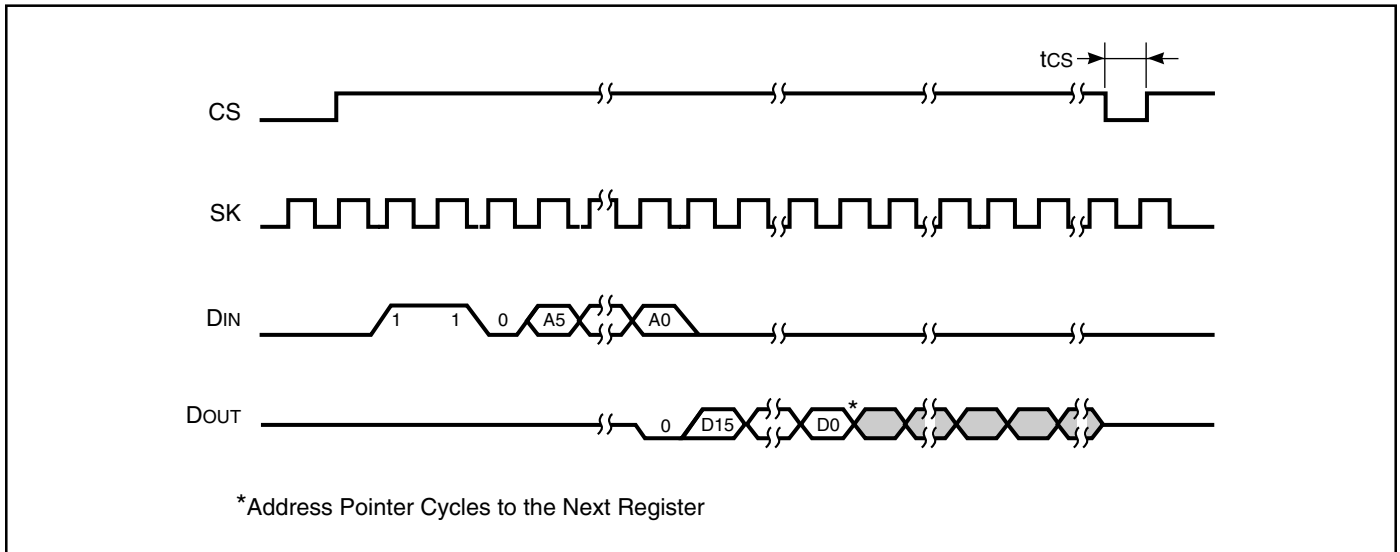 tCS
CS
SK
DIN
1 1 0 A5 A0
DOUT
0 D15 D0 *
*Address Pointer Cycles to the Next Register